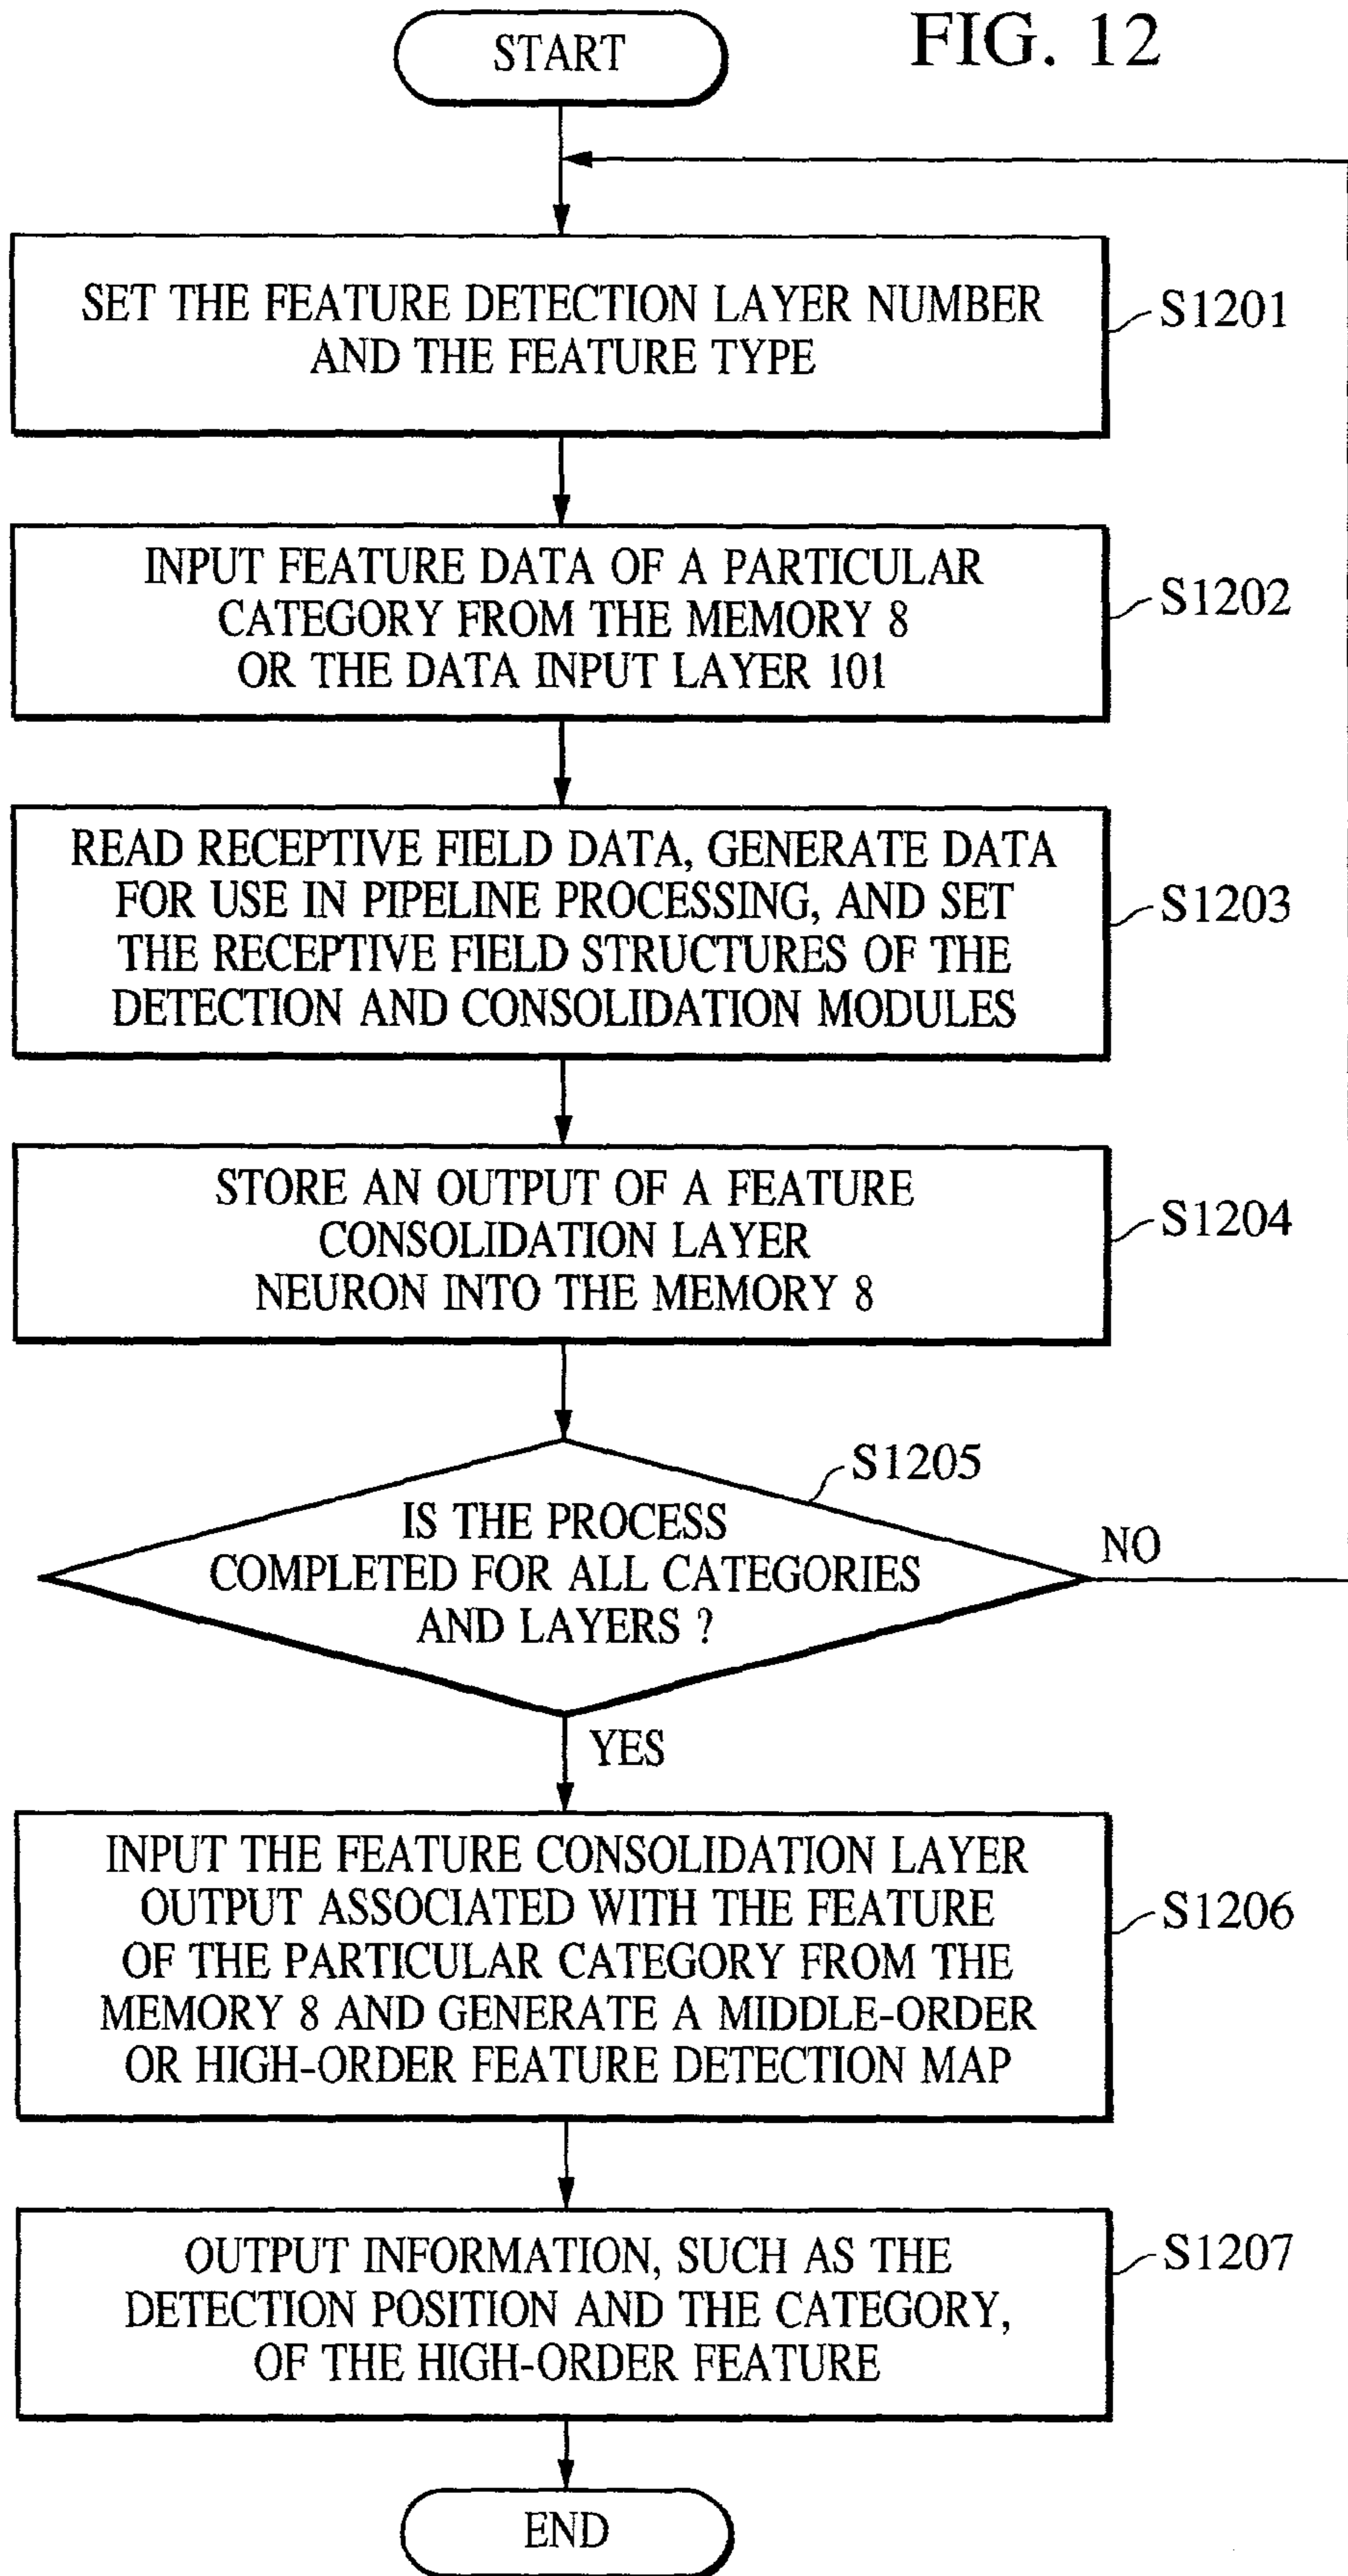 FIG. 12
START
SET THE FEATURE DETECTION LAYER NUMBER
AND THE FEATURE TYPE
S1201
INPUT FEATURE DATA OF A PARTICULAR
CATEGORY FROM THE MEMORY 8
OR THE DATA INPUT LAYER 101
S1202
READ RECEPTIVE FIELD DATA, GENERATE DATA
FOR USE IN PIPELINE PROCESSING, AND SET
THE RECEPTIVE FIELD STRUCTURES OF THE
DETECTION AND CONSOLIDATION MODULES
S1203
STORE AN OUTPUT OF A FEATURE
CONSOLIDATION LAYER
NEURON INTO THE MEMORY 8
S1204
S1205
IS THE PROCESS
COMPLETED FOR ALL CATEGORIES
AND LAYERS ?
NO
YES
INPUT THE FEATURE CONSOLIDATION LAYER
OUTPUT ASSOCIATED WITH THE FEATURE
OF THE PARTICULAR CATEGORY FROM THE
MEMORY 8 AND GENERATE A MIDDLE-ORDER
OR HIGH-ORDER FEATURE DETECTION MAP
S1206
OUTPUT INFORMATION, SUCH AS THE
DETECTION POSITION AND THE CATEGORY,
OF THE HIGH-ORDER FEATURE
S1207
END